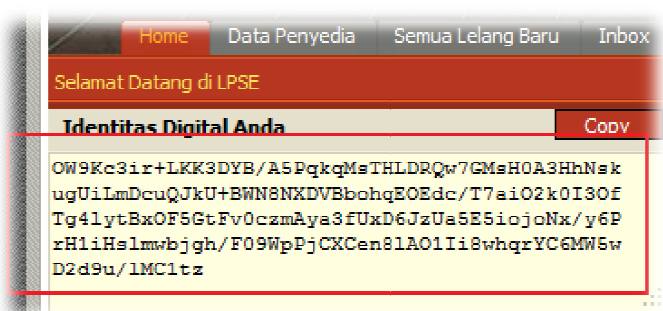 Home Data Penyedia Semua Lelang Baru Inbox
Selamat Datang di LPSE
Identitas Digital Anda Copy
OW9Kc3ir+LKK3DYB/A5PqkqMsTHLDRQw7GMsH0A3HhNsk
ugUiLmDcuQJkU+BWN8NXDVBbohqEOEdc/T7aiO2k0I3Of
Tg4lytBxOF5GtFv0czmAya3fUxD6JzUa5E5iojoNx/y6P
rH1iHslmwbjgh/F09WpPjCXCen8lAO1Ii8whqrYC6MW5w
D2d9u/1MC1tz